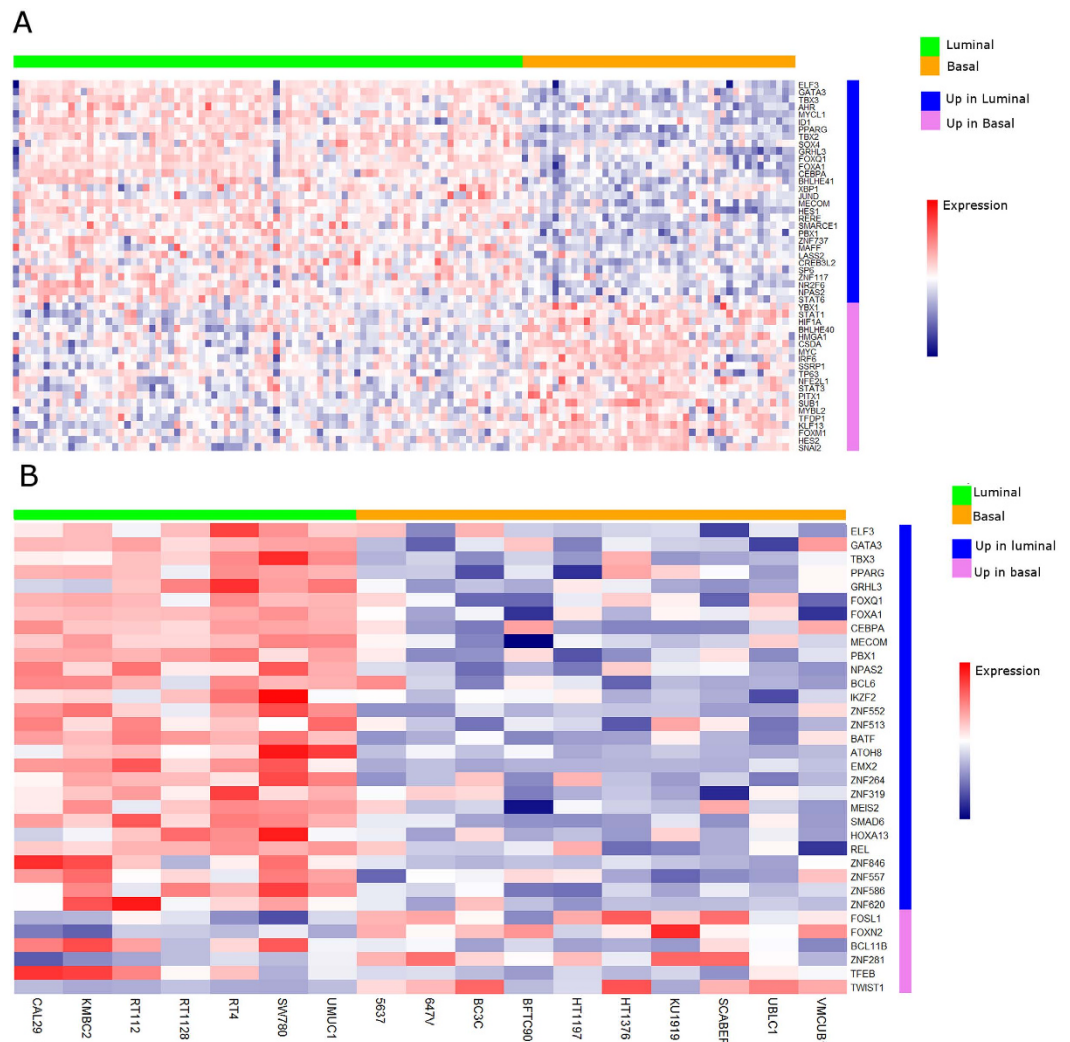 A
Luminal
Basal
Up in Luminal
Up in Basal
Expression
ELF3
GATA3
TBX3
AHR
MYCL1
ID1
PPARG
TBX2
SOX4
GRHL3
FOXQ1
FOXA1
CEBPA
BHLHE41
XBP1
JUND
MECOM
HES1
RERE
SMARCE1
PBX1
ZNF737
MAFF
LASS2
CREB3L2
SP6
ZNF117
NR2F6
NPAS2
STAT6
YBX1
STAT1
HIF1A
BHLHE40
HMGA1
CSDA
MYC
IRF6
SSRP1
TP63
NFE2L1
STAT3
PITX1
SUB1
MYBL2
TFDP1
KLF13
FOXM1
HES2
SNAI2
B
Luminal
Basal
Up in luminal
Up in basal
Expression
ELF3
GATA3
TBX3
PPARG
GRHL3
FOXQ1
FOXA1
CEBPA
MECOM
PBX1
NPAS2
BCL6
IKZF2
ZNF552
ZNF513
BATF
ATOH8
EMX2
ZNF264
ZNF319
MEIS2
SMAD6
HOXA13
REL
ZNF846
ZNF557
ZNF586
ZNF620
FOSL1
FOXN2
BCL11B
ZNF281
TFEB
TWIST1
CAL29
KMBC2
RT112
RT1128
RT4
SW780
UMUC1
5637
647V
BC3C
BFTC90
HT1197
HT1376
KU1919
SCABER
UBLC1
VMCUB